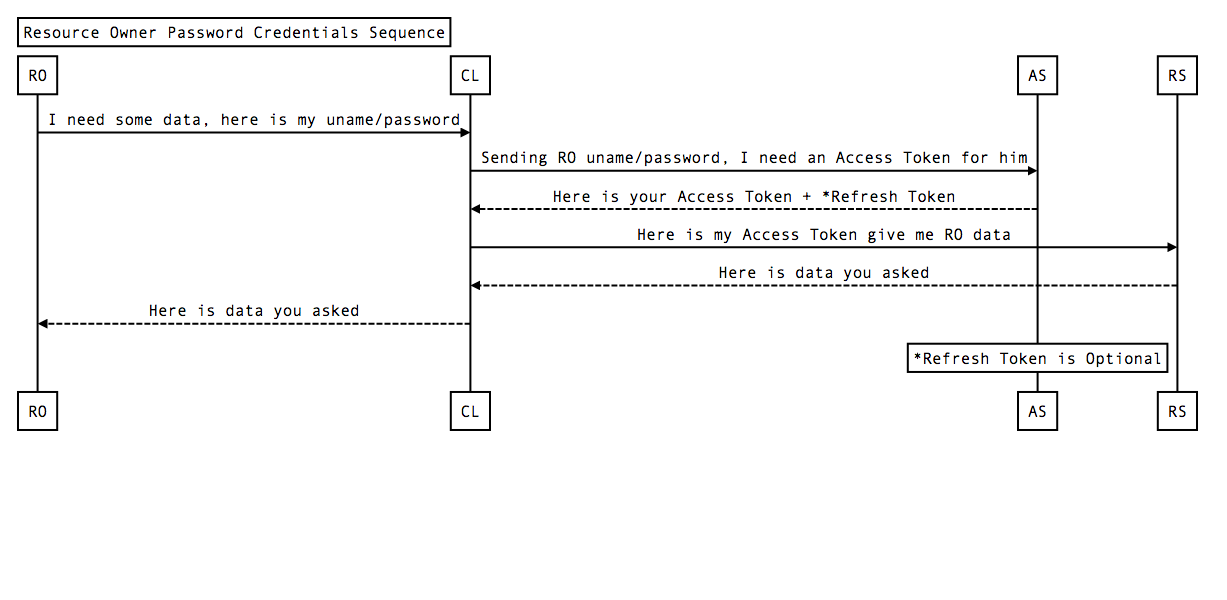 Resource Owner Password Credentials Sequence
RO CL AS RS
I need some data, here is my uname/password
Sending RO uname/password, I need an Access Token for him
Here is your Access Token + *Refresh Token
Here is my Access Token give me RO data
Here is data you asked
Here is data you asked
*Refresh Token is Optional
RO CL AS RS